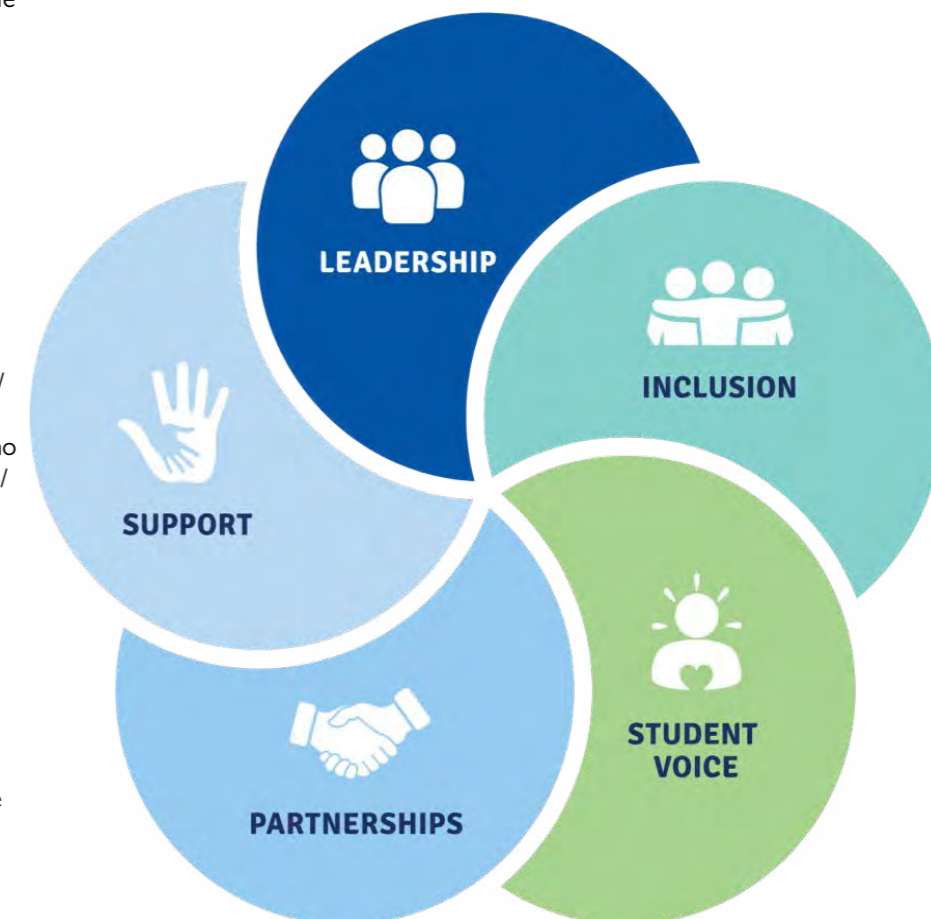 LEADERSHIP
INCLUSION
SUPPORT
STUDENT
VOICE
PARTNERSHIPS